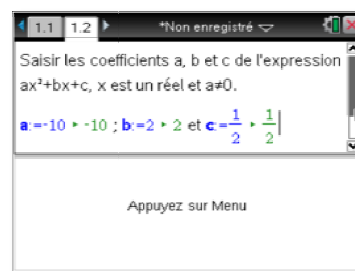 1.1 1.2 *Non enregistré
Saisir les coefficients a, b et c de l'expression
ax²+bx+c, x est un réel et a≠0.
a:=-10 ▸ -10 ; b:=2 ▸ 2 et c:=1/2 ▸ 1/2
Appuyez sur Menu